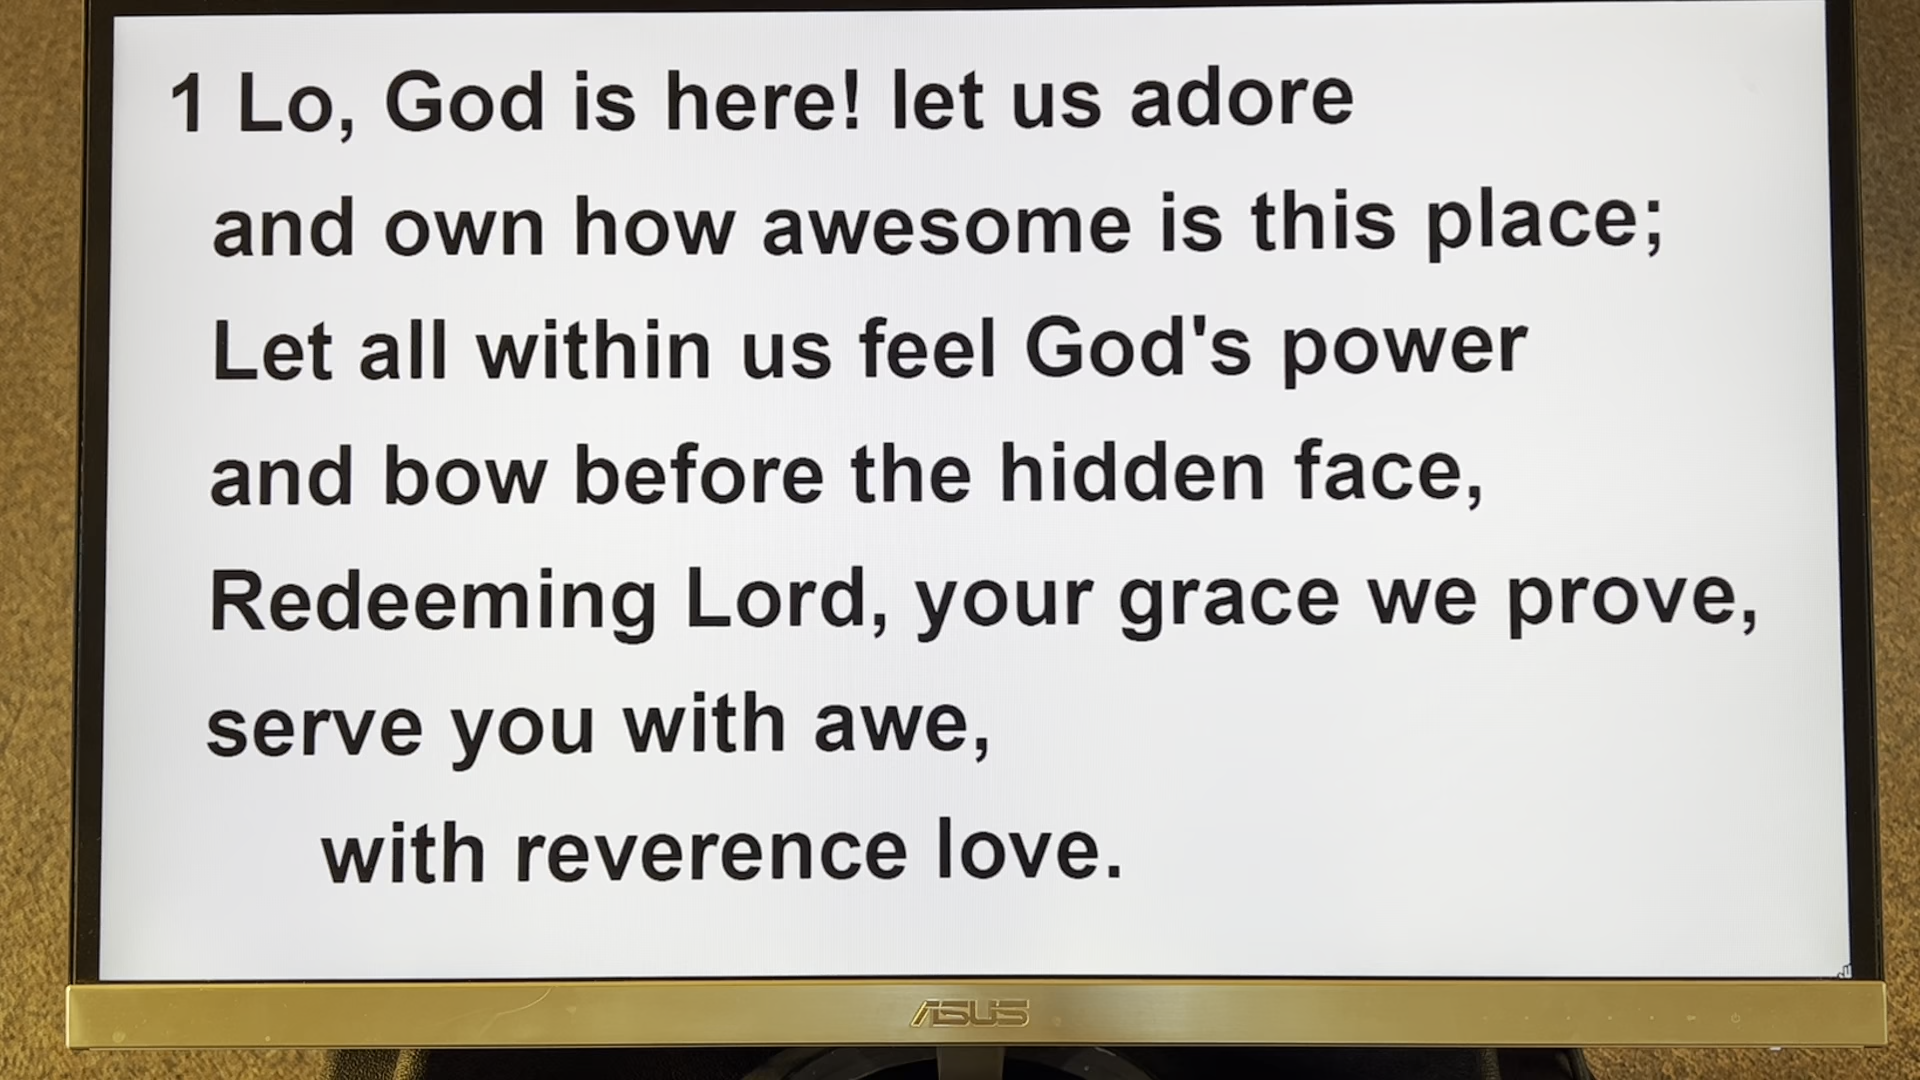 1 Lo, God is here! let us adore
and own how awesome is this place;
Let all within us feel God's power
and bow before the hidden face,
Redeeming Lord, your grace we prove,
serve you with awe,
with reverence love.
ASUS